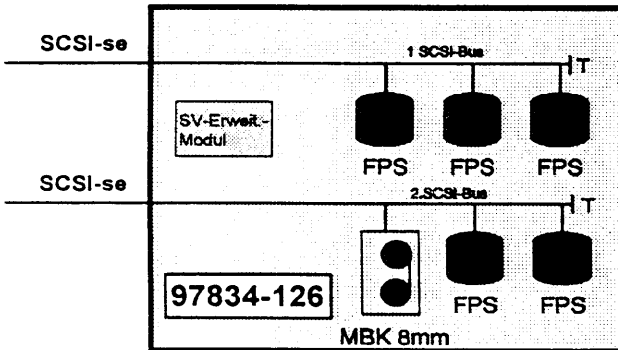 SCSI-se
1 SCSI-Bus
T
SV-Erweit.-
Modul
FPS FPS FPS
SCSI-se
2.SCSI-Bus
T
97834-126
FPS FPS
MBK 8mm